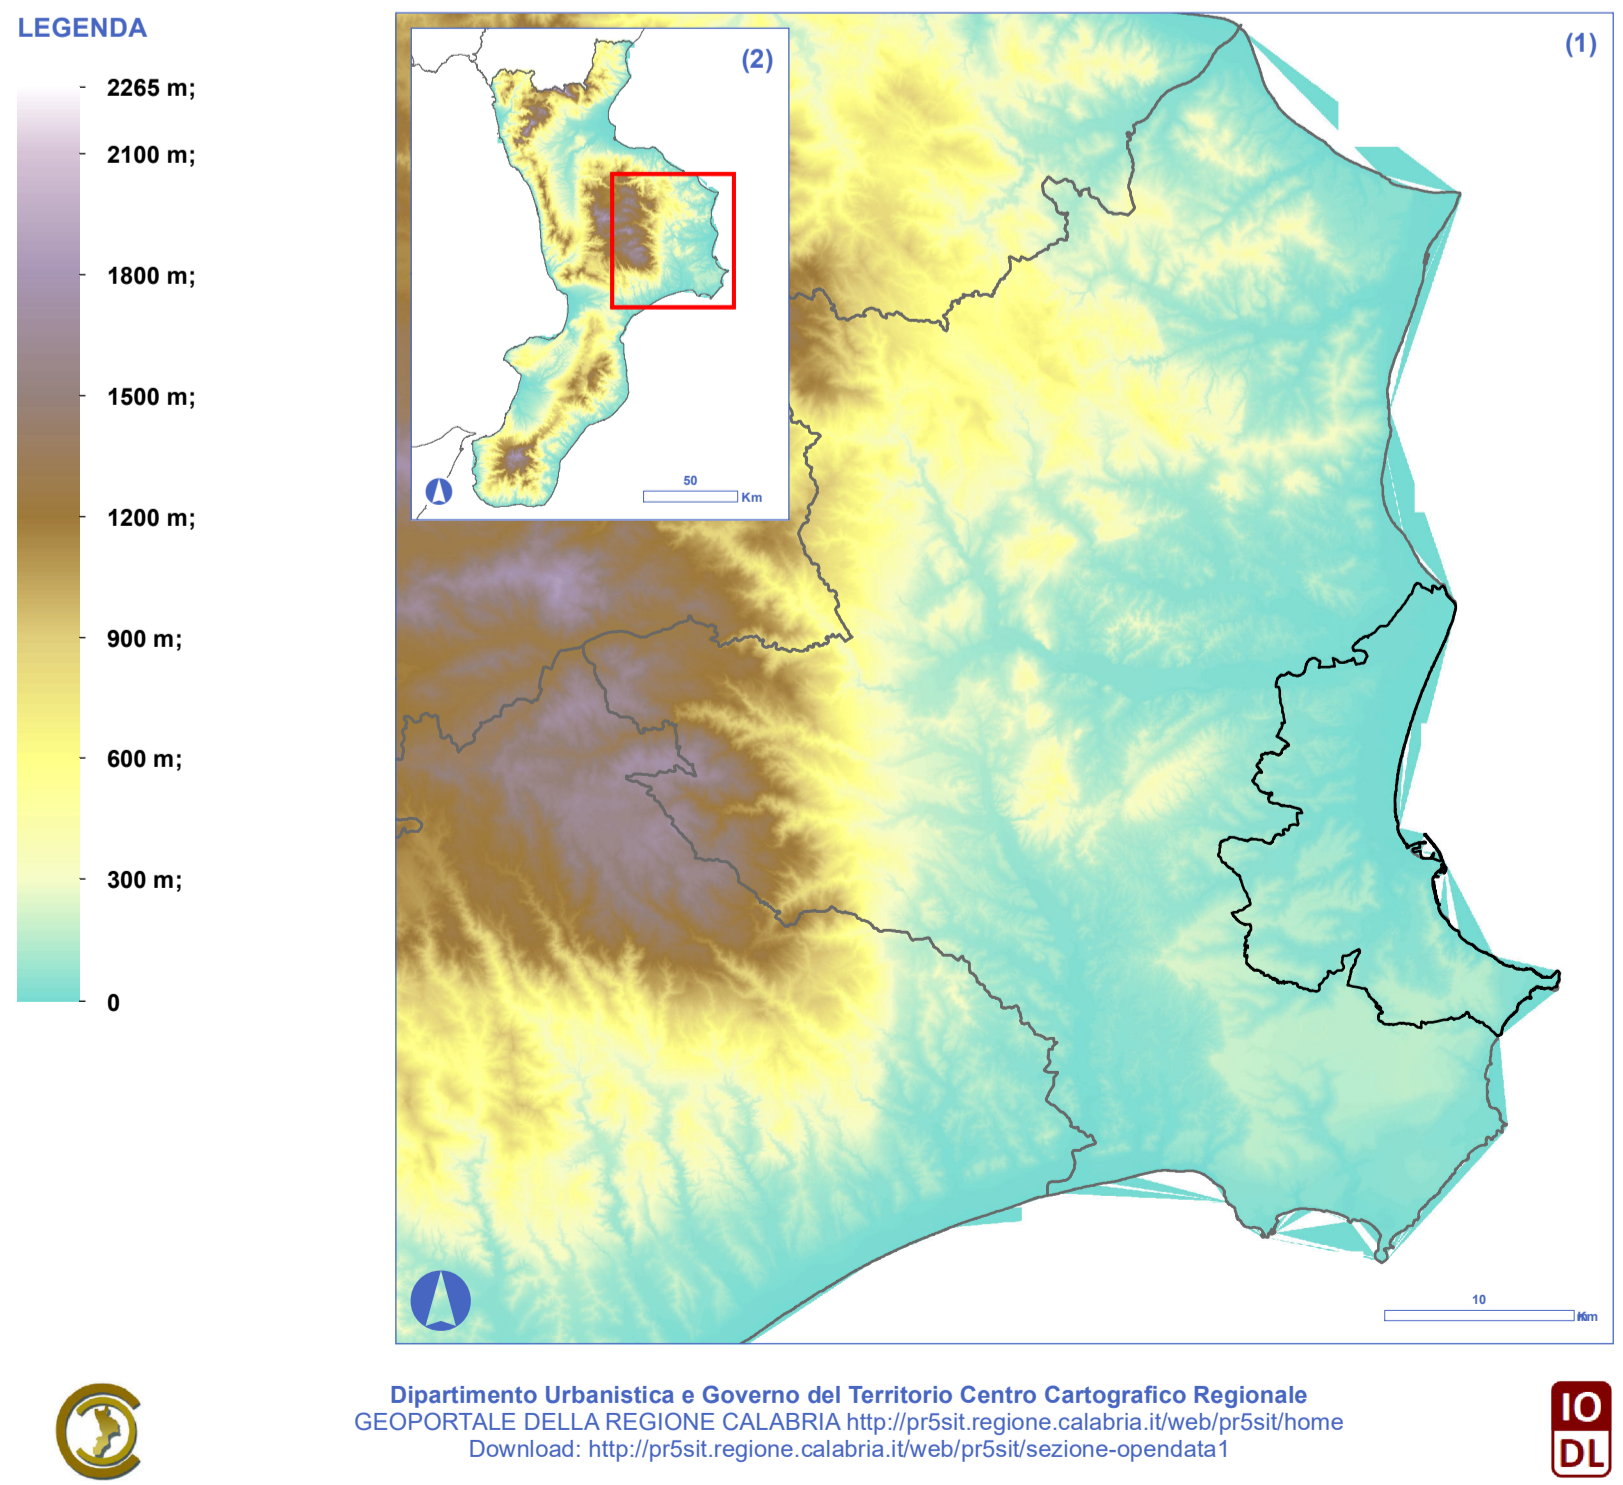 LEGENDA
2265 m;
2100 m;
1800 m;
1500 m;
1200 m;
900 m;
600 m;
300 m;
0
(2)
50
Km
(1)
10
Dipartimento Urbanistica e Governo del Territorio Centro Cartografico Regionale
GEOPORTALE DELLA REGIONE CALABRIA http://pr5sit.regione.calabria.it/web/pr5sit/home
Download: http://pr5sit.regione.calabria.it/web/pr5sit/sezione-opendata1
IO
DL